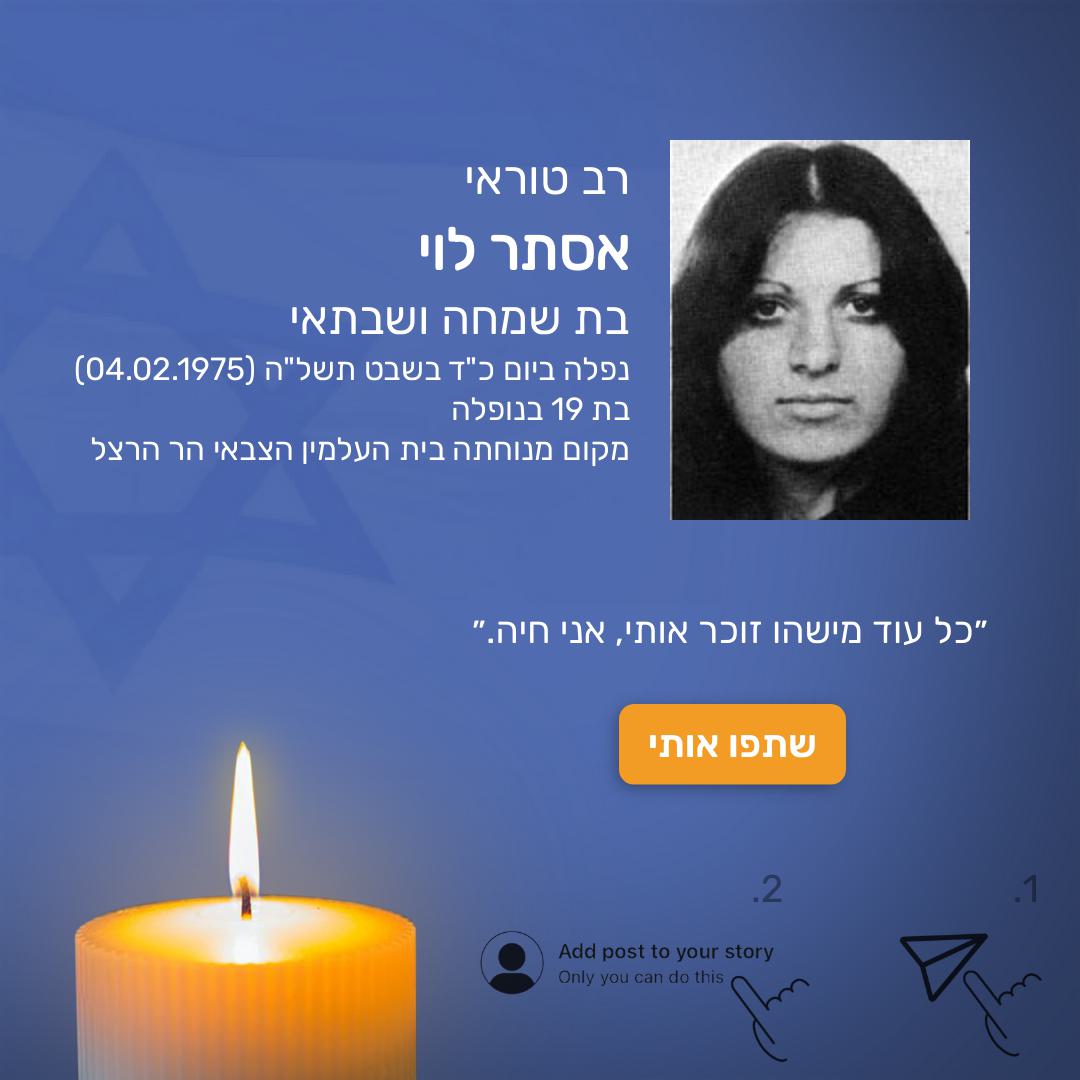 רב טוראי
אסתר לוי
בת שמחה ושבתאי
נפלה ביום כ"ד בשבט תשל"ה (04.02.1975)
בת 19 בנופלה
מקום מנוחתה בית העלמין הצבאי הר הרצל
״כל עוד מישהו זוכר אותי, אני חיה.״
שתפו אותי
1.
2.
Add post to your story
Only you can do this